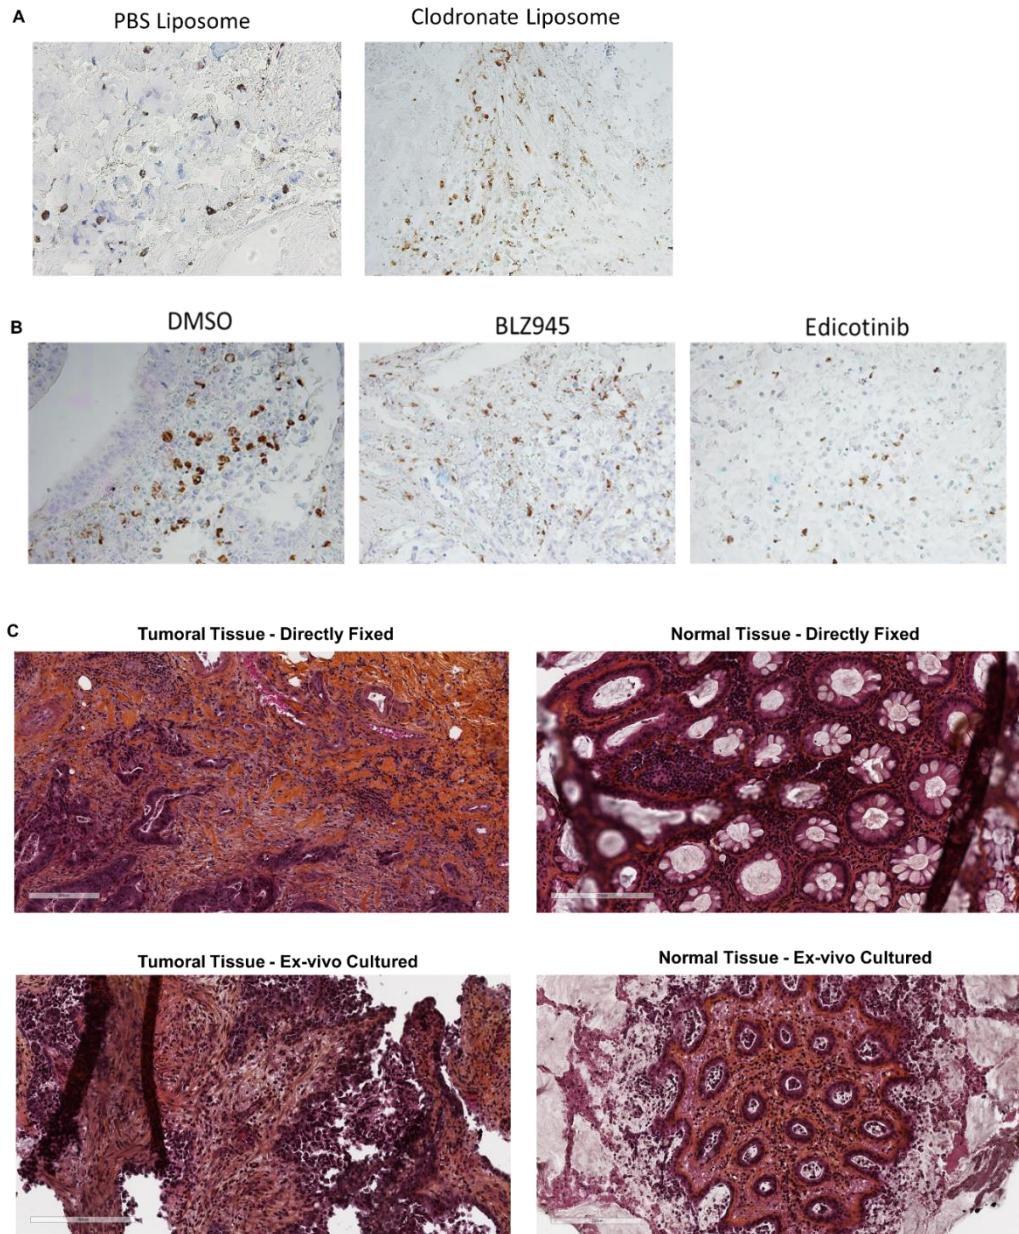 A
PBS Liposome
Clodronate Liposome
B
DMSO
BLZ945
Edicotinib
C
Tumoral Tissue - Directly Fixed
Normal Tissue - Directly Fixed
Tumoral Tissue - Ex-vivo Cultured
Normal Tissue - Ex-vivo Cultured